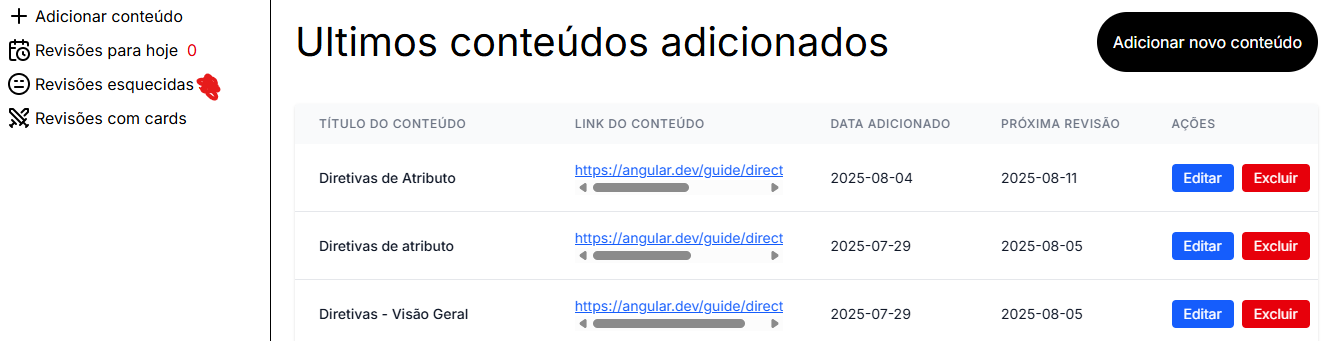 Adicionar conteúdo
Revisões para hoje 0
Revisões esquecidas
Revisões com cards
Ultimos conteúdos adicionados
Adicionar novo conteúdo
TÍTULO DO CONTEÚDO LINK DO CONTEÚDO DATA ADICIONADO PRÓXIMA REVISÃO AÇÕES
Diretivas de Atributo https://angular.dev/guide/direct 2025-08-04 2025-08-11 Editar Excluir
Diretivas de atributo https://angular.dev/guide/direct 2025-07-29 2025-08-05 Editar Excluir
Diretivas - Visão Geral https://angular.dev/guide/direct 2025-07-29 2025-08-05 Editar Excluir